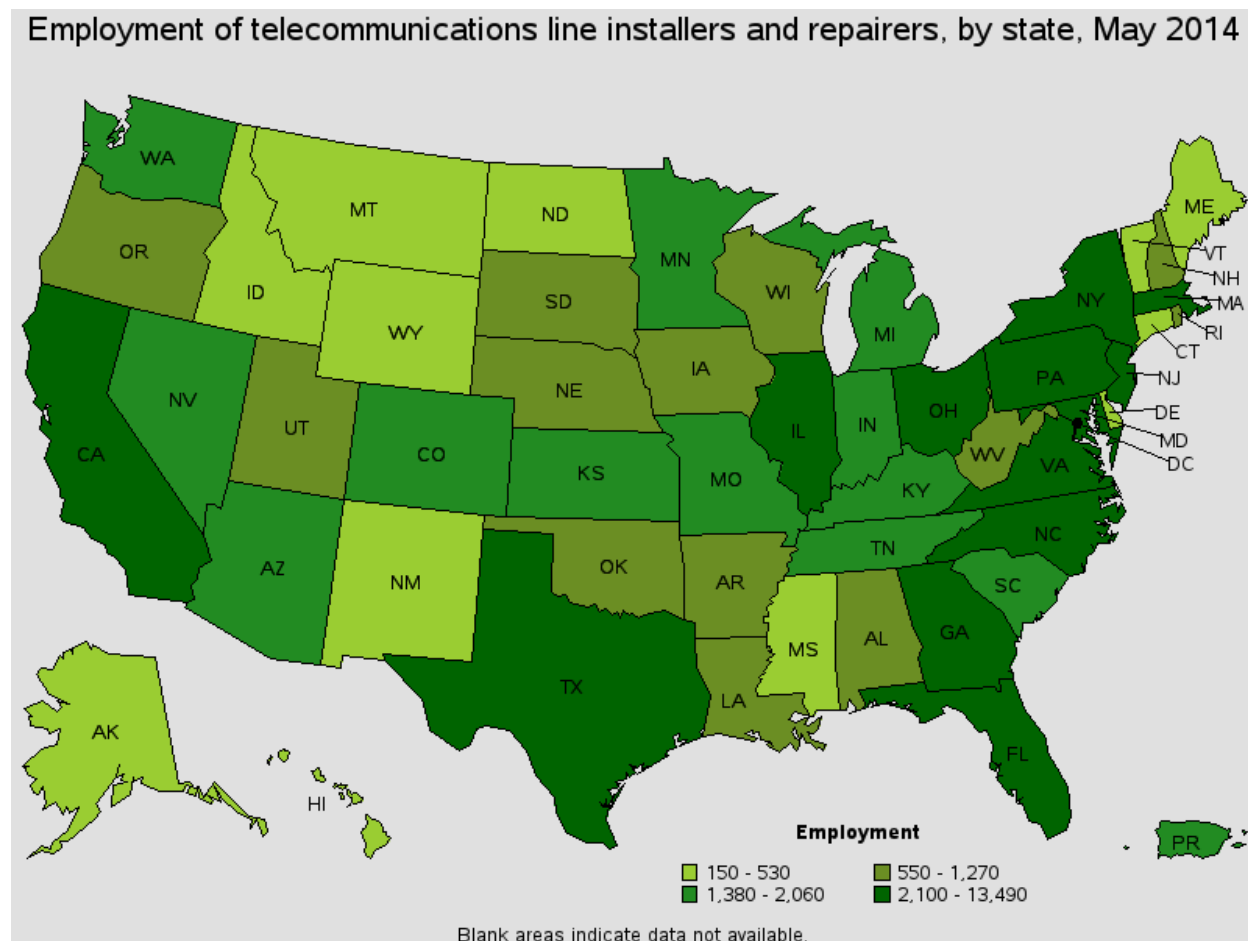 Employment of telecommunications line installers and repairers, by state, May 2014
WA
MT
ND
ME
OR
MN
VT
ID
SD
WI
NH
NY
MA
WY
MI
RI
CT
IA
NV
NE
PA
NJ
UT
OH
DE
CA
CO
IL
IN
MD
WV
DC
KS
MO
VA
KY
NC
TN
AZ
OK
NM
AR
SC
MS
AL
GA
TX
LA
AK
FL
HI
PR
Employment
150 - 530
550 - 1,270
1,380 - 2,060
2,100 - 13,490
Blank areas indicate data not available.